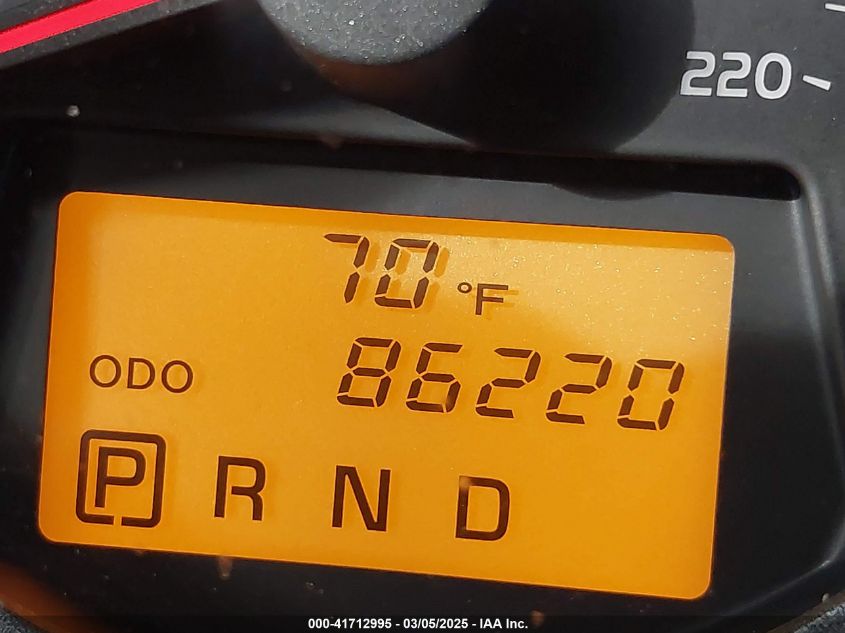 220
70 °F
ODO 86220
P R N D
000-41712995 - 03/05/2025 - IAA Inc.